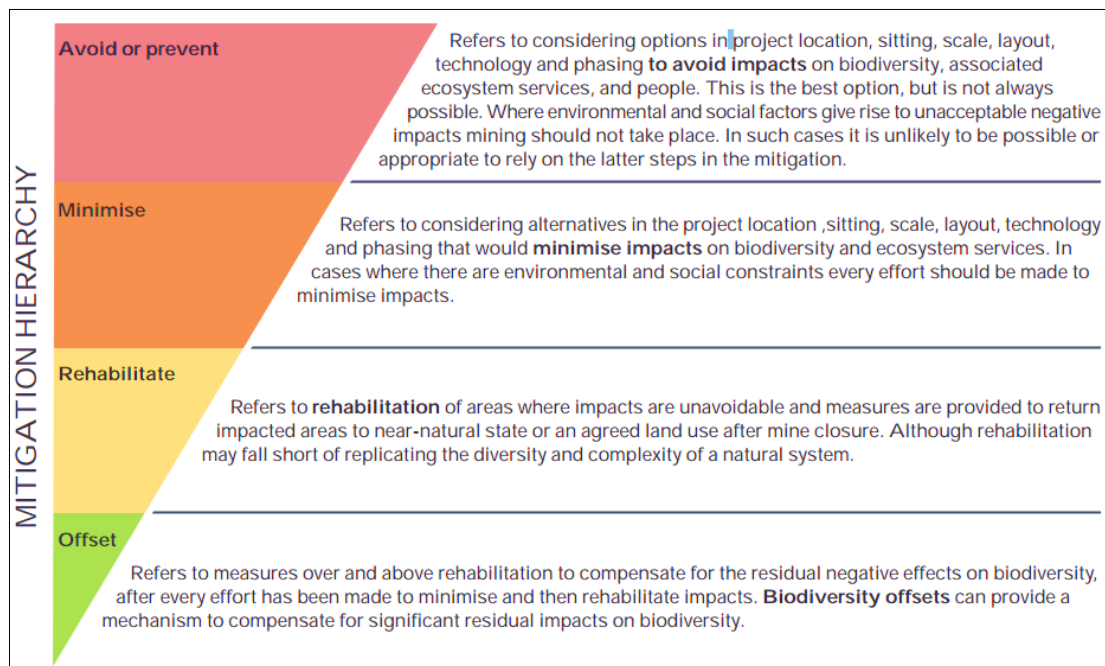 MITIGATION HIERARCHY
Avoid or prevent
Refers to considering options in project location, sitting, scale, layout,
technology and phasing to avoid impacts on biodiversity, associated
ecosystem services, and people. This is the best option, but is not always
possible. Where environmental and social factors give rise to unacceptable negative
impacts mining should not take place. In such cases it is unlikely to be possible or
appropriate to rely on the latter steps in the mitigation.
Minimise
Refers to considering alternatives in the project location ,sitting, scale, layout, technology
and phasing that would minimise impacts on biodiversity and ecosystem services. In
cases where there are environmental and social constraints every effort should be made to
minimise impacts.
Rehabilitate
Refers to rehabilitation of areas where impacts are unavoidable and measures are provided to return
impacted areas to near-natural state or an agreed land use after mine closure. Although rehabilitation
may fall short of replicating the diversity and complexity of a natural system.
Offset
Refers to measures over and above rehabilitation to compensate for the residual negative effects on biodiversity,
after every effort has been made to minimise and then rehabilitate impacts. Biodiversity offsets can provide a
mechanism to compensate for significant residual impacts on biodiversity.